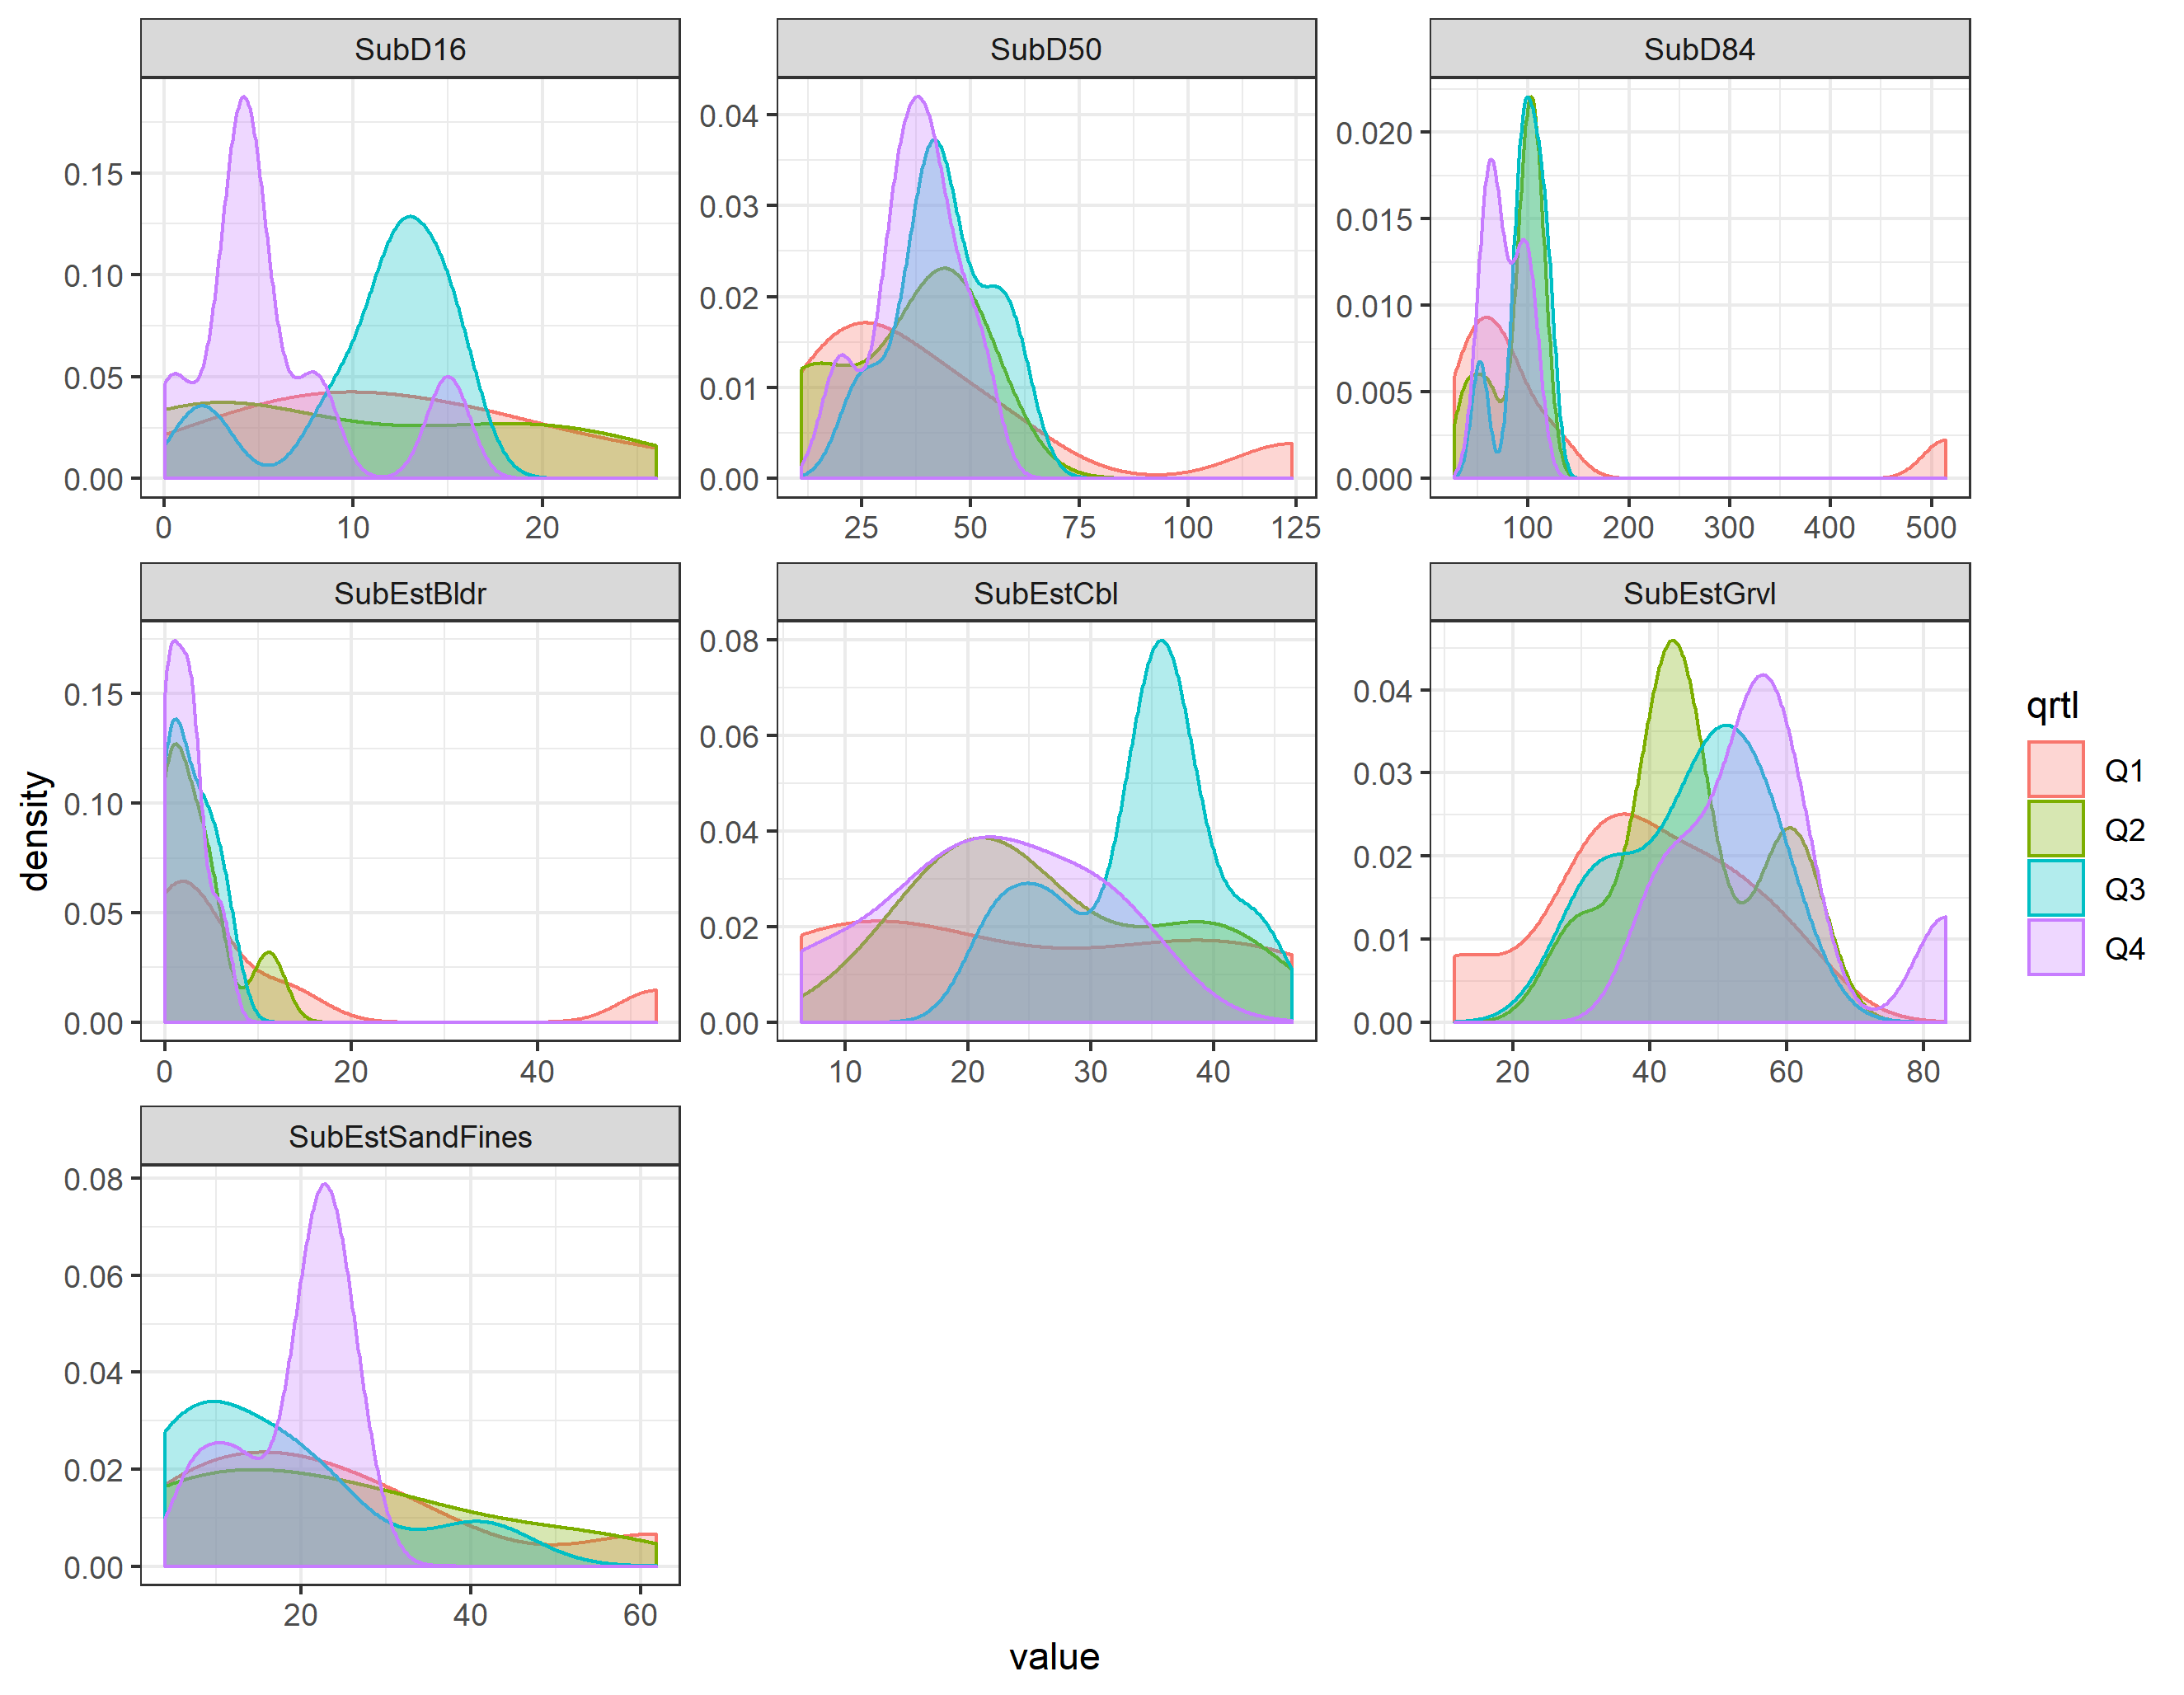 SubD16 SubD50 SubD84
0.15
0.10
0.05
0.00
0 10 20
0.04
0.03
0.02
0.01
0.00
25 50 75 100 125
0.020
0.015
0.010
0.005
0.000
100 200 300 400 500
SubEstBldr SubEstCbl SubEstGrvl
0.15
0.10
0.05
0.00
0 20 40
0.08
0.06
0.04
0.02
0.00
10 20 30 40
0.04
0.03
0.02
0.01
0.00
20 40 60 80
SubEstSandFines
0.08
0.06
0.04
0.02
0.00
20 40 60
density
value
qrtl
Q1
Q2
Q3
Q4